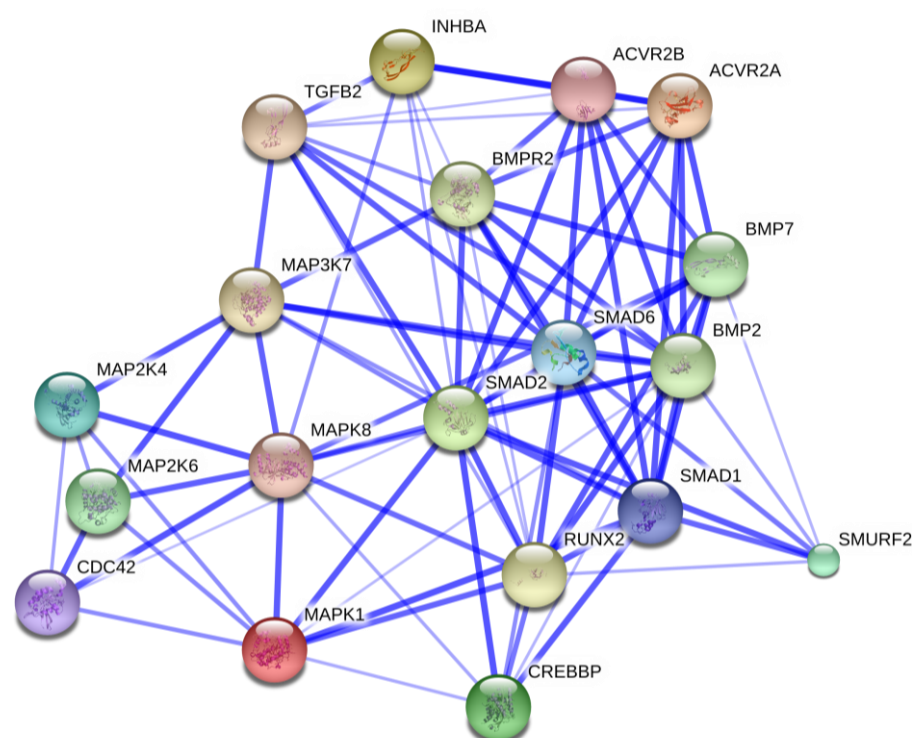 INHBA
ACVR2B
ACVR2A
TGFB2
BMPR2
BMP7
MAP3K7
SMAD6
BMP2
MAP2K4
SMAD2
MAPK8
MAP2K6
SMAD1
RUNX2
SMURF2
CDC42
MAPK1
CREBBP